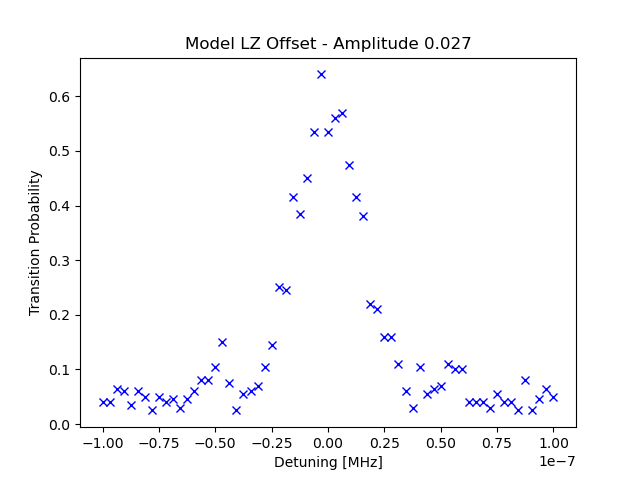 Model LZ Offset - Amplitude 0.027
0.6
0.5
0.4
0.3
0.2
0.1
0.0
Transition Probability
−1.00 −0.75 −0.50 −0.25 0.00 0.25 0.50 0.75 1.00
1e−7
Detuning [MHz]